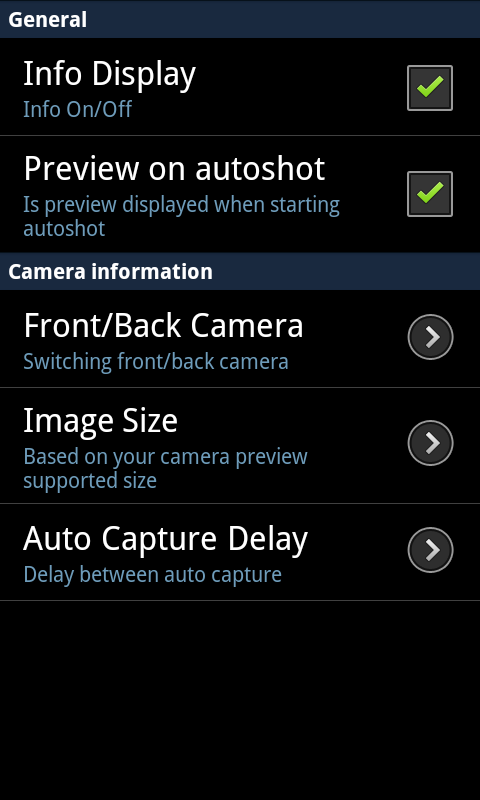 General
Info Display
Info On/Off
Preview on autoshot
Is preview displayed when starting
autoshot
Camera information
Front/Back Camera
Switching front/back camera
Image Size
Based on your camera preview
supported size
Auto Capture Delay
Delay between auto capture